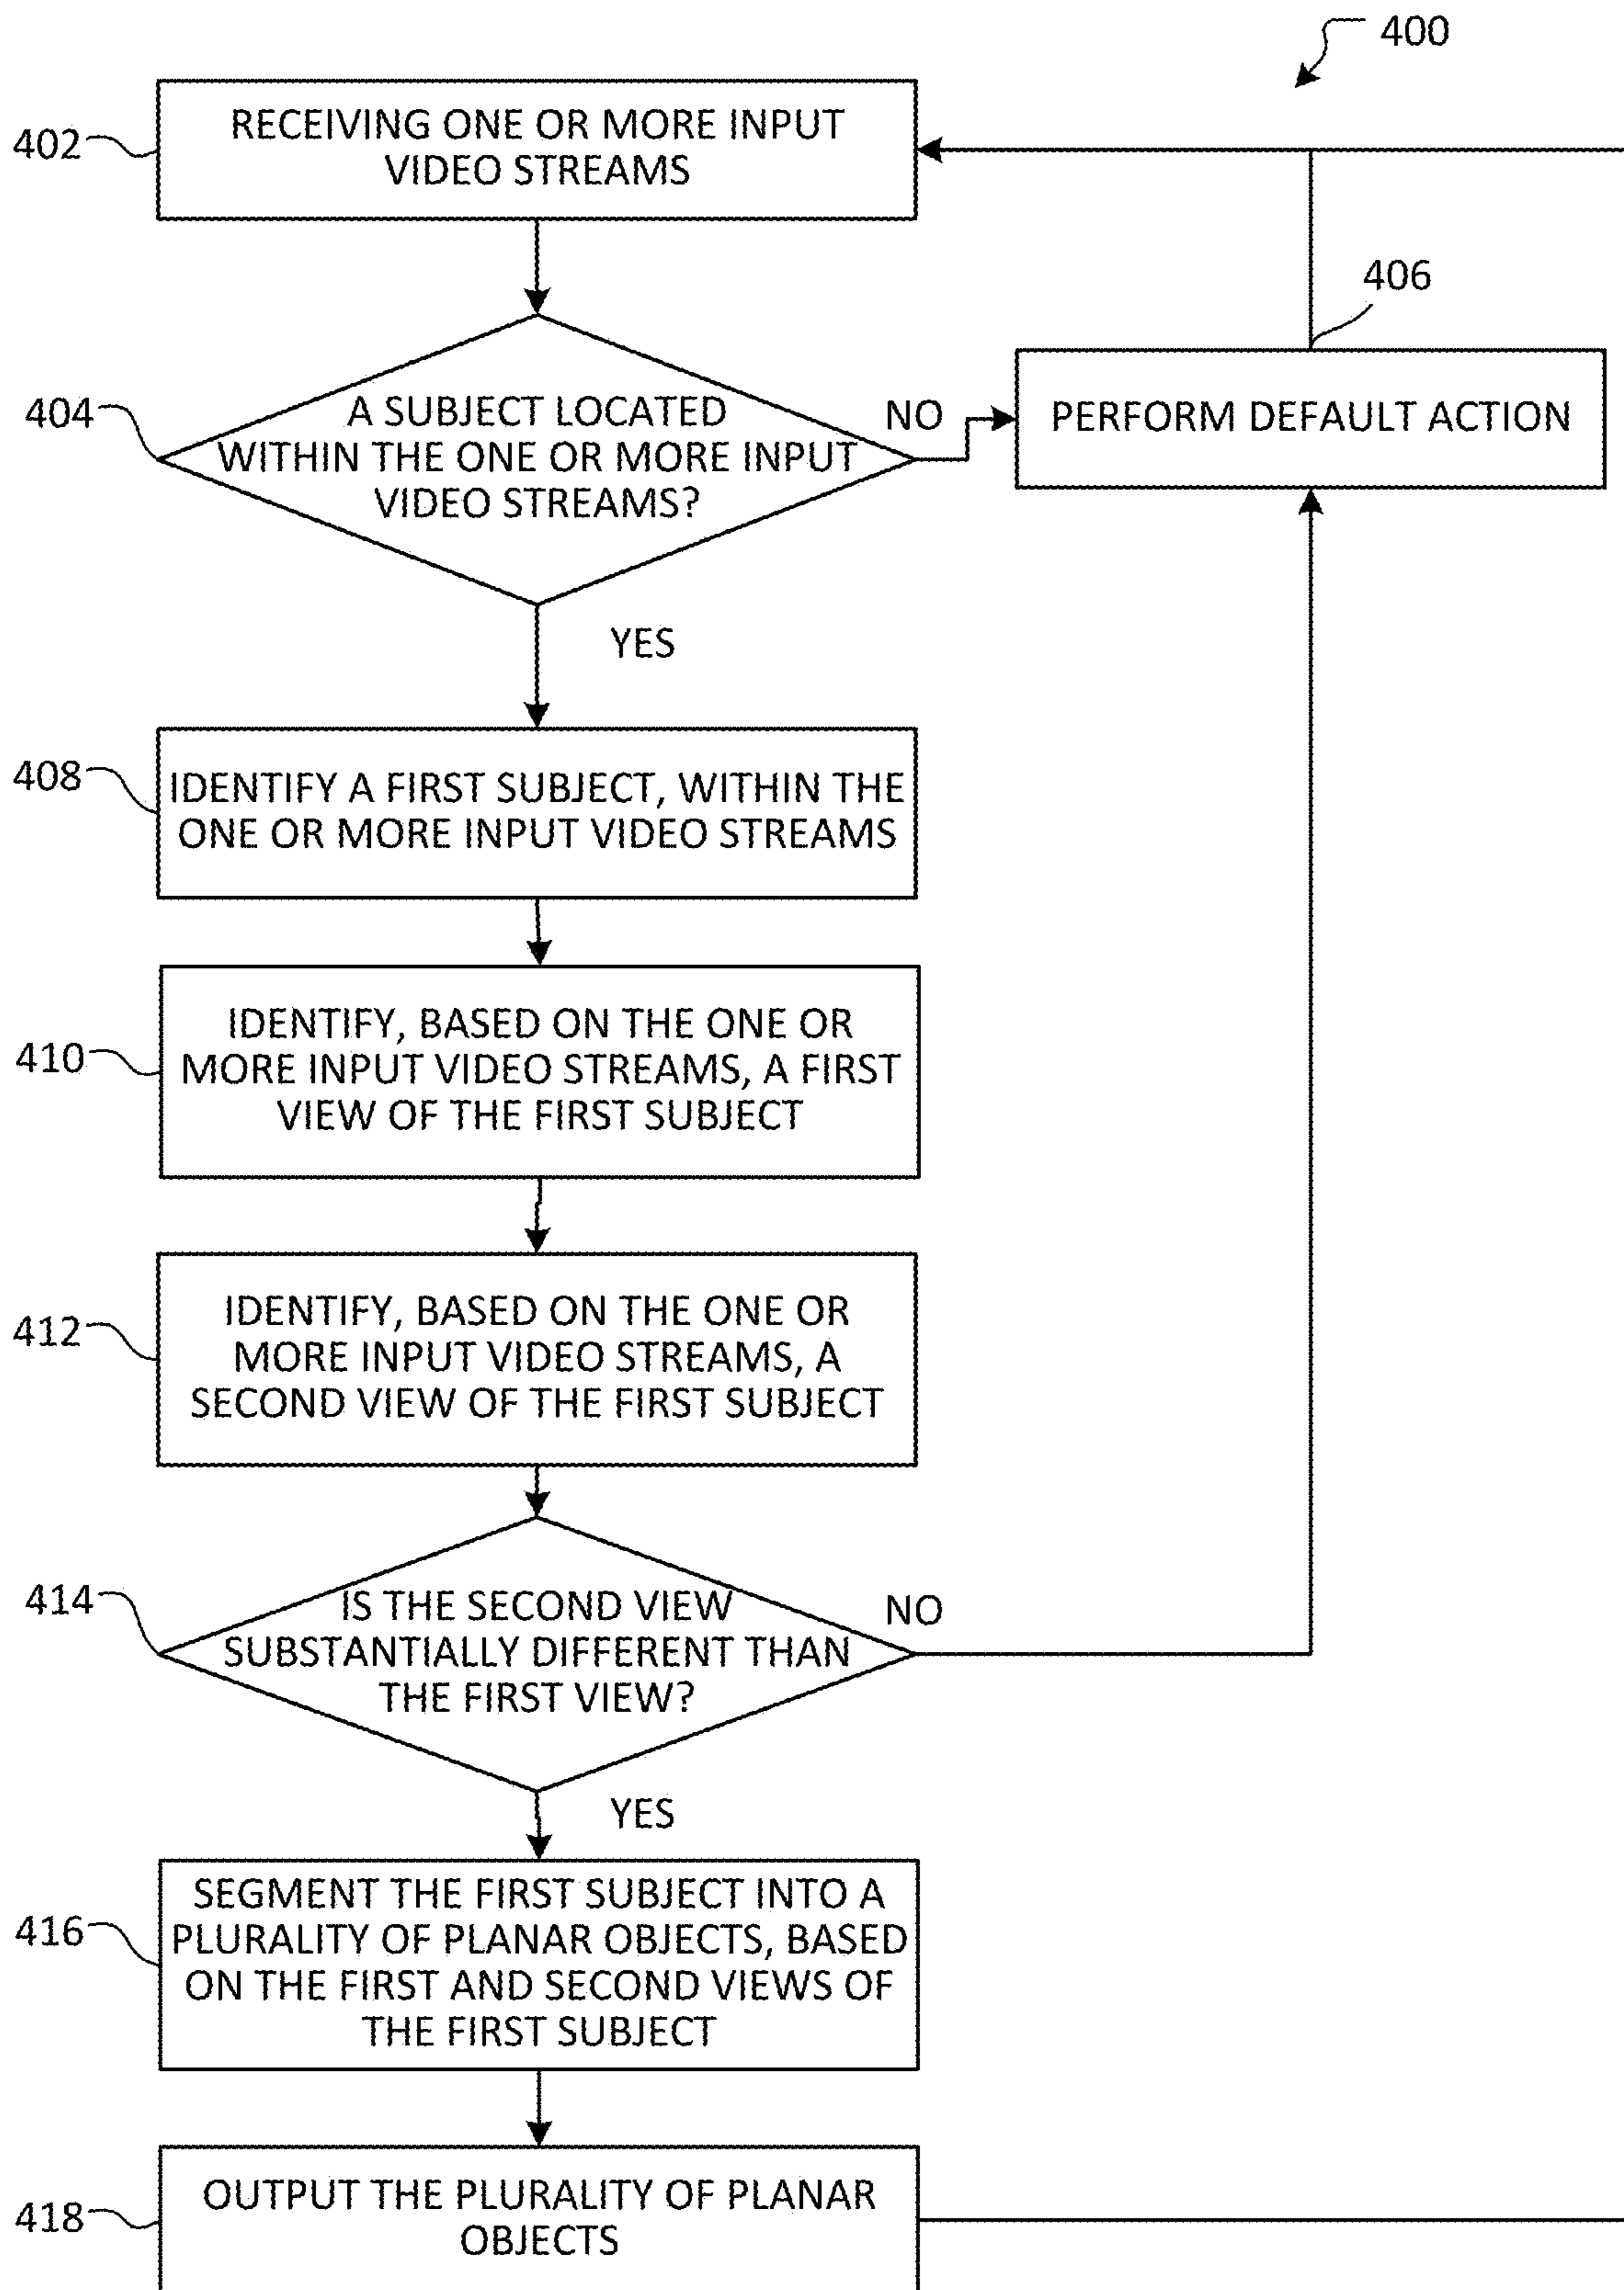 400
402
RECEIVING ONE OR MORE INPUT
VIDEO STREAMS
406
404
A SUBJECT LOCATED
WITHIN THE ONE OR MORE INPUT
VIDEO STREAMS?
NO
PERFORM DEFAULT ACTION
YES
408
IDENTIFY A FIRST SUBJECT, WITHIN THE
ONE OR MORE INPUT VIDEO STREAMS
410
IDENTIFY, BASED ON THE ONE OR
MORE INPUT VIDEO STREAMS, A FIRST
VIEW OF THE FIRST SUBJECT
412
IDENTIFY, BASED ON THE ONE OR
MORE INPUT VIDEO STREAMS, A
SECOND VIEW OF THE FIRST SUBJECT
414
IS THE SECOND VIEW
SUBSTANTIALLY DIFFERENT THAN
THE FIRST VIEW?
NO
YES
416
SEGMENT THE FIRST SUBJECT INTO A
PLURALITY OF PLANAR OBJECTS, BASED
ON THE FIRST AND SECOND VIEWS OF
THE FIRST SUBJECT
418
OUTPUT THE PLURALITY OF PLANAR
OBJECTS